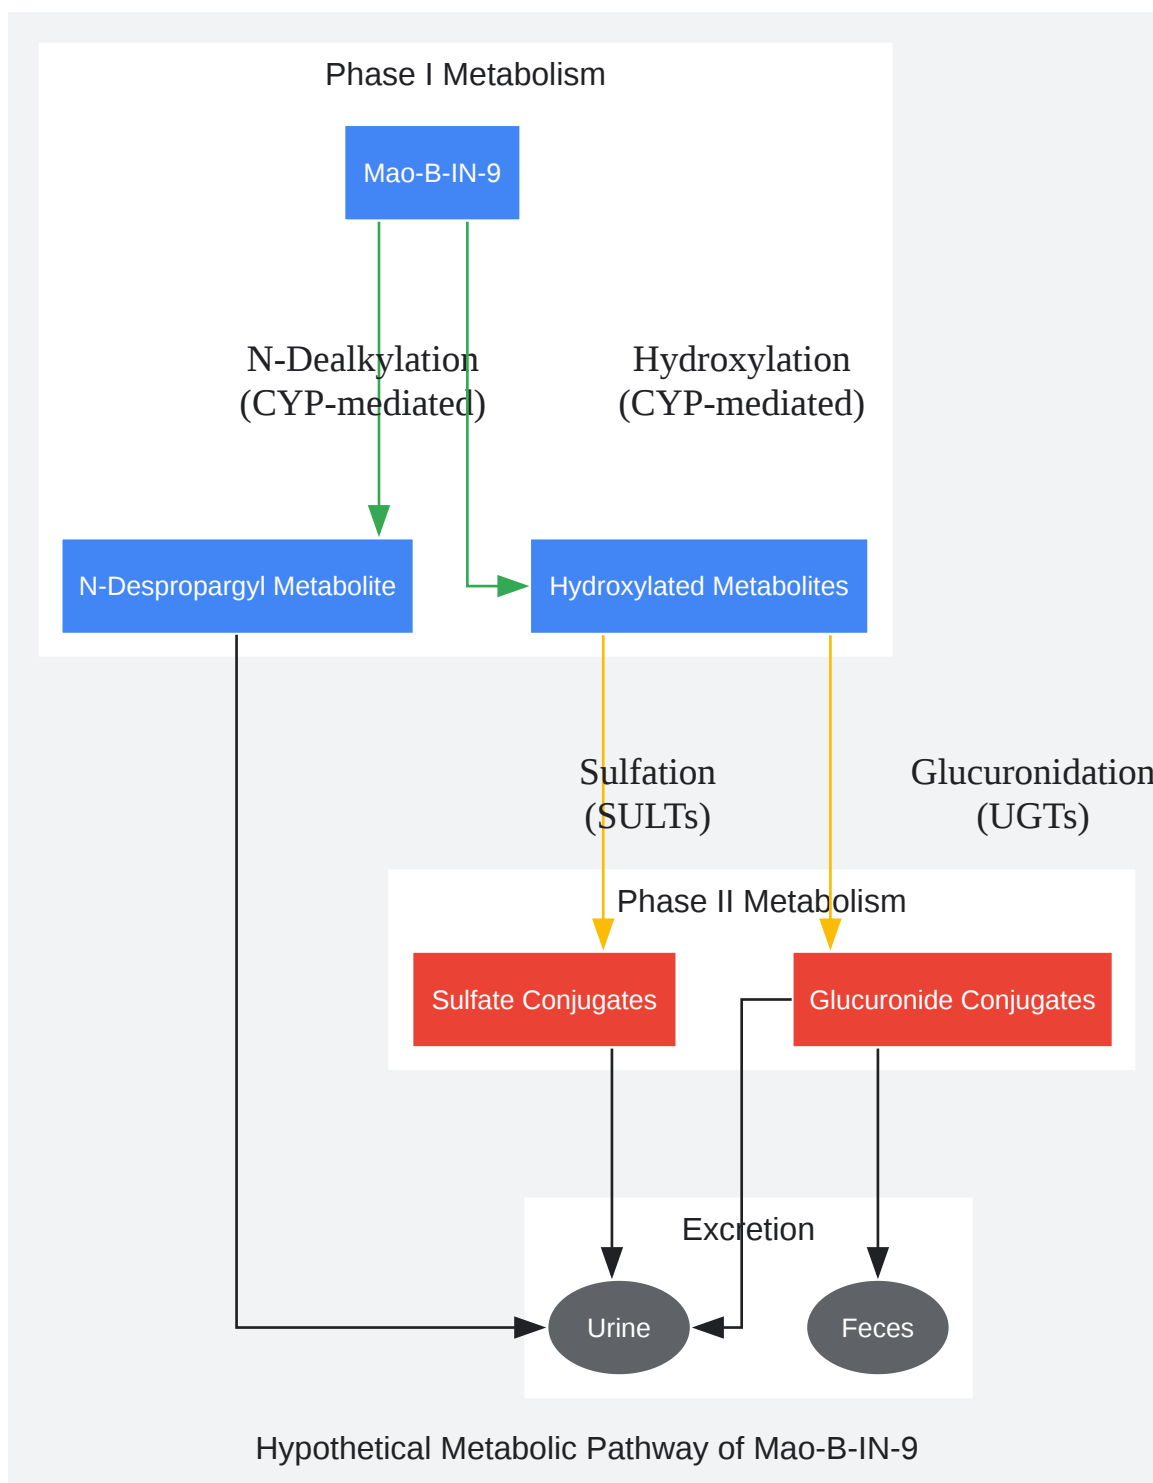 Phase I Metabolism
Mao-B-IN-9
N-Dealkylation
(CYP-mediated)
Hydroxylation
(CYP-mediated)
N-Despropargyl Metabolite
Hydroxylated Metabolites
Sulfation
(SULTs)
Glucuronidation
(UGTs)
Phase II Metabolism
Sulfate Conjugates
Glucuronide Conjugates
Excretion
Urine
Feces
Hypothetical Metabolic Pathway of Mao-B-IN-9